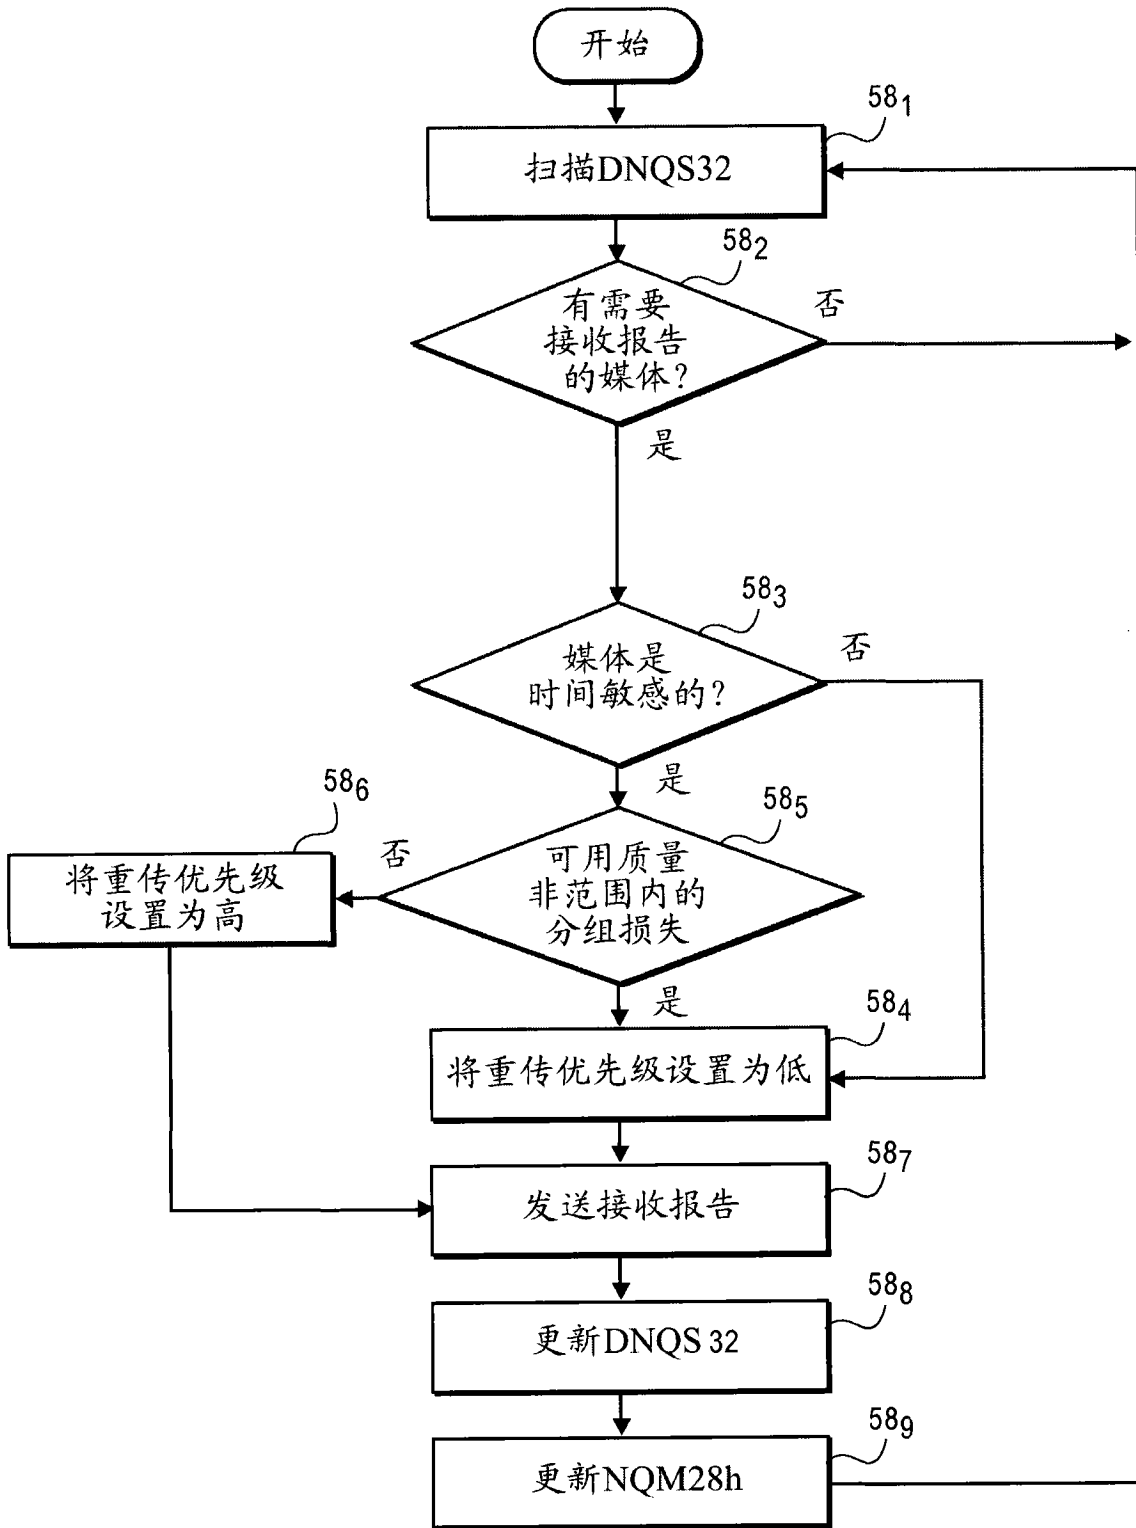 开始
58₁
扫描DNQS32
58₂
有需要
接收报告
的媒体?
否
是
58₃
媒体是
时间敏感的?
否
是
58₆
将重传优先级
设置为高
否
58₅
可用质量
非范围内的
分组损失
是
58₄
将重传优先级设置为低
58₇
发送接收报告
58₈
更新DNQS 32
58₉
更新NQM28h